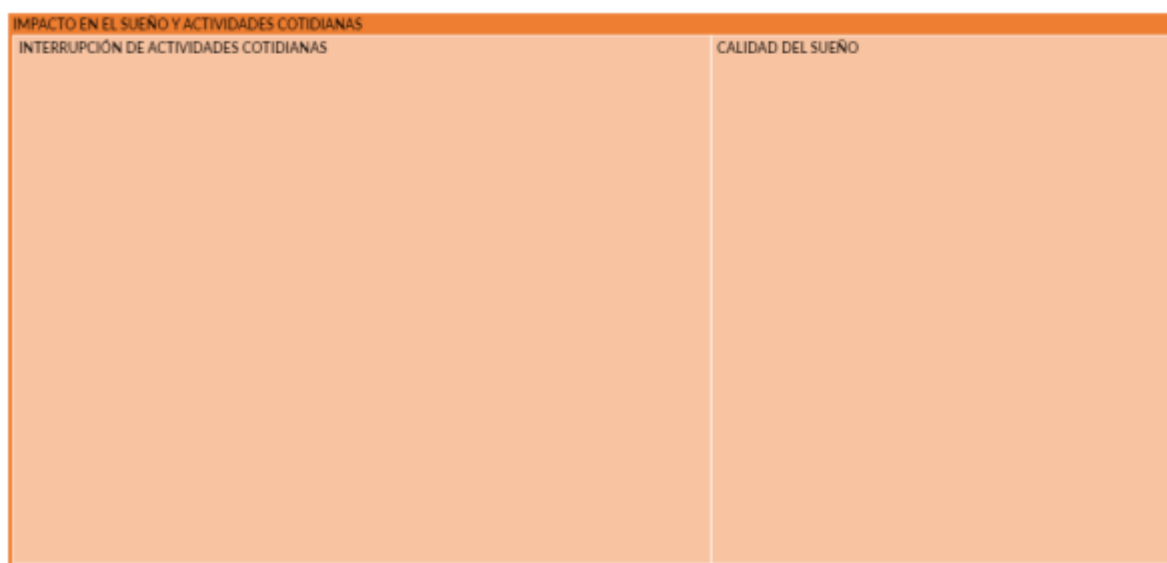 IMPACTO EN EL SUEÑO Y ACTIVIDADES COTIDIANAS
INTERRUPCIÓN DE ACTIVIDADES COTIDIANAS
CALIDAD DEL SUEÑO